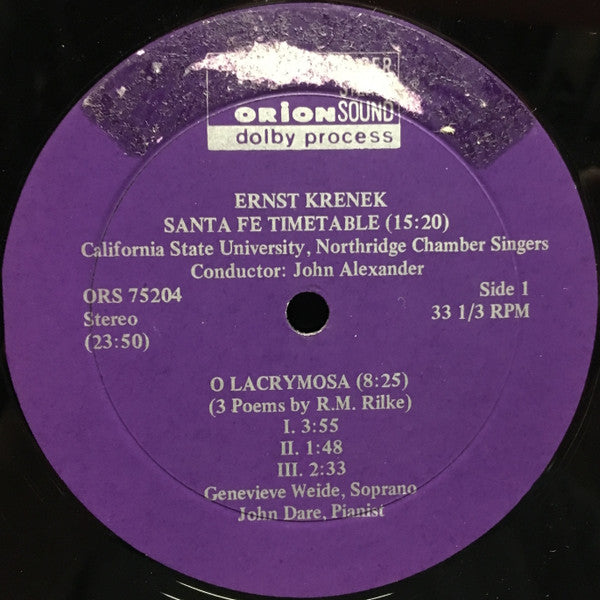 ORION SOUND
dolby process
ERNST KRENEK
SANTA FE TIMETABLE (15:20)
California State University, Northridge Chamber Singers
Conductor: John Alexander
ORS 75204
Side 1
Stereo
33 1/3 RPM
(23:50)
O LACRYMOSA (8:25)
(3 Poems by R.M. Rilke)
I. 3:55
II. 1:48
III. 2:33
Genevieve Weide, Soprano
John Dare, Pianist